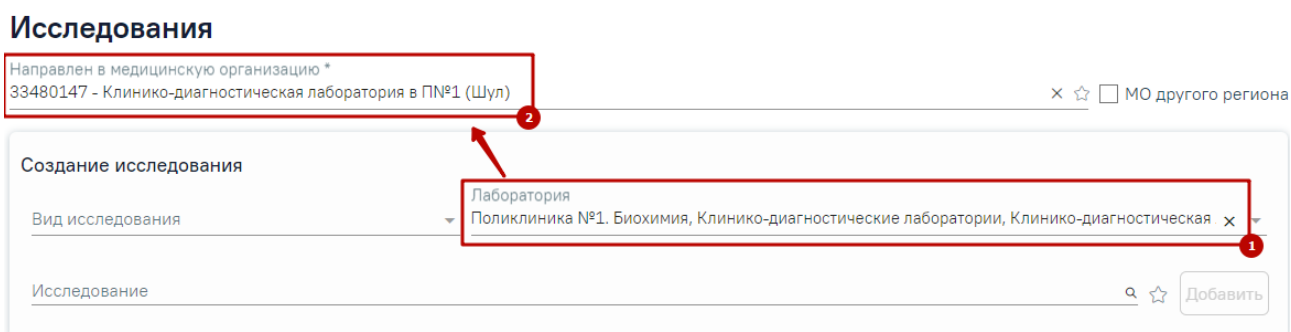 Исследования
Направлен в медицинскую организацию *
33480147 - Клинико-диагностическая лаборатория в П№1 (Шул)
МО другого региона
2
Создание исследования
Лаборатория
Вид исследования
Поликлиника №1. Биохимия, Клинико-диагностические лаборатории, Клинико-диагностическая
1
Исследование
Добавить